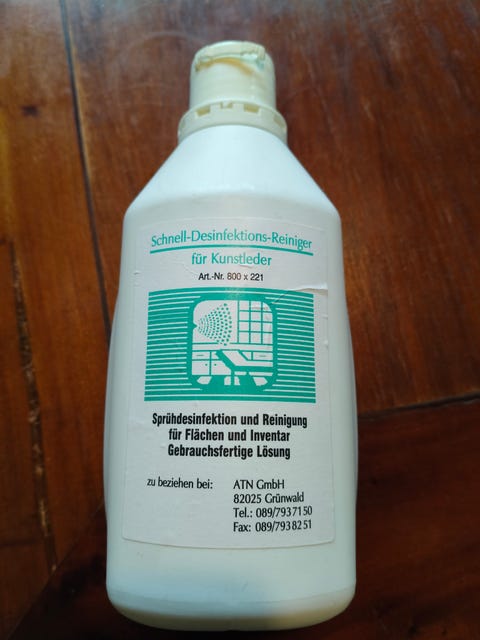 Schnell-Desinfektions-Reiniger
für Kunstleder
Art.-Nr. 800 x 221
Sprühdesinfektion und Reinigung
für Flächen und Inventar
Gebrauchsfertige Lösung
zu beziehen bei: ATN GmbH
82025 Grünwald
Tel.: 089/7937150
Fax: 089/7938251